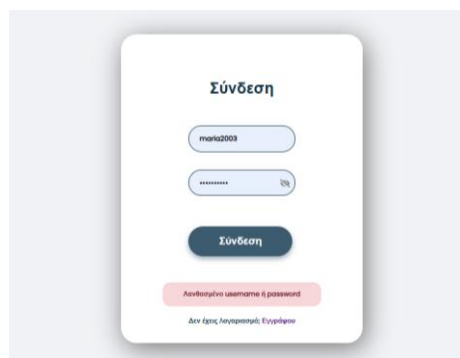 Σύνδεση
maria2003
••••••••••
Σύνδεση
Λανθασμένο username ή password
Δεν έχεις λογαριασμό; Εγγράψου